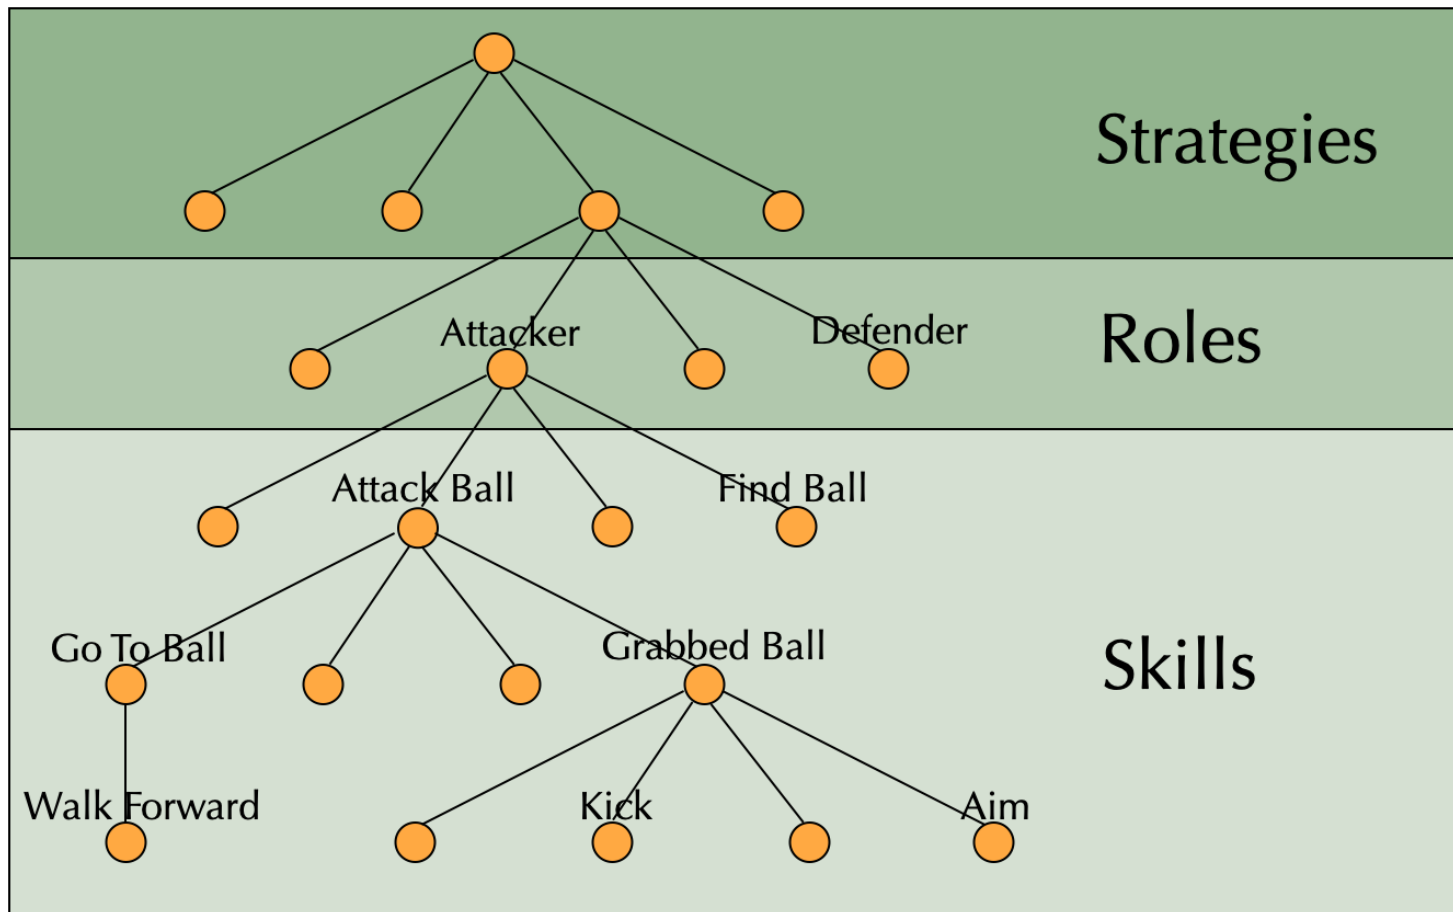 Strategies
Attacker
Defender
Roles
Attack Ball
Find Ball
Go To Ball
Grabbed Ball
Skills
Walk Forward
Kick
Aim